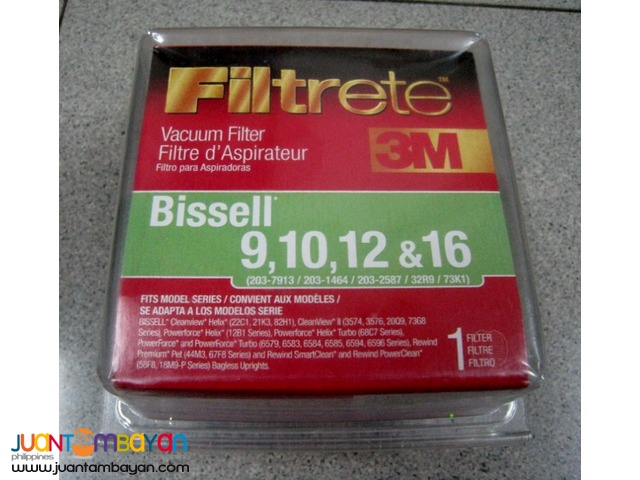 Filtrete™
Vacuum Filter
Filtre d'Aspirateur
Filtro para Aspiradoras
3M
Bissell*
9,10,12 & 16
(203-7913 / 203-1464 / 203-2587 / 32R9 / 73K1)
FITS MODEL SERIES / CONVIENT AUX MODÈLES /
SE ADAPTA A LOS MODELOS SERIE
BISSELL* Cleanview* Helix* (22C1, 21K3, 82H1), CleanView* II (3574, 3576, 20Q9, 73G8
Series), Powerforce* Helix* (12B1 Series), Powerforce* Helix* Turbo (68C7 Series),
PowerForce* and PowerForce* Turbo (6579, 6583, 6584, 6585, 6594, 6596 Series), Rewind
Premium* Pet (44M3, 67F8 Series) and Rewind SmartClean* and Rewind PowerClean*
(58F8, 18M9-P Series) Bagless Uprights.
1 FILTER
FILTRE
FILTRO
JUANTAMBAYAN
philippines
www.juantambayan.com